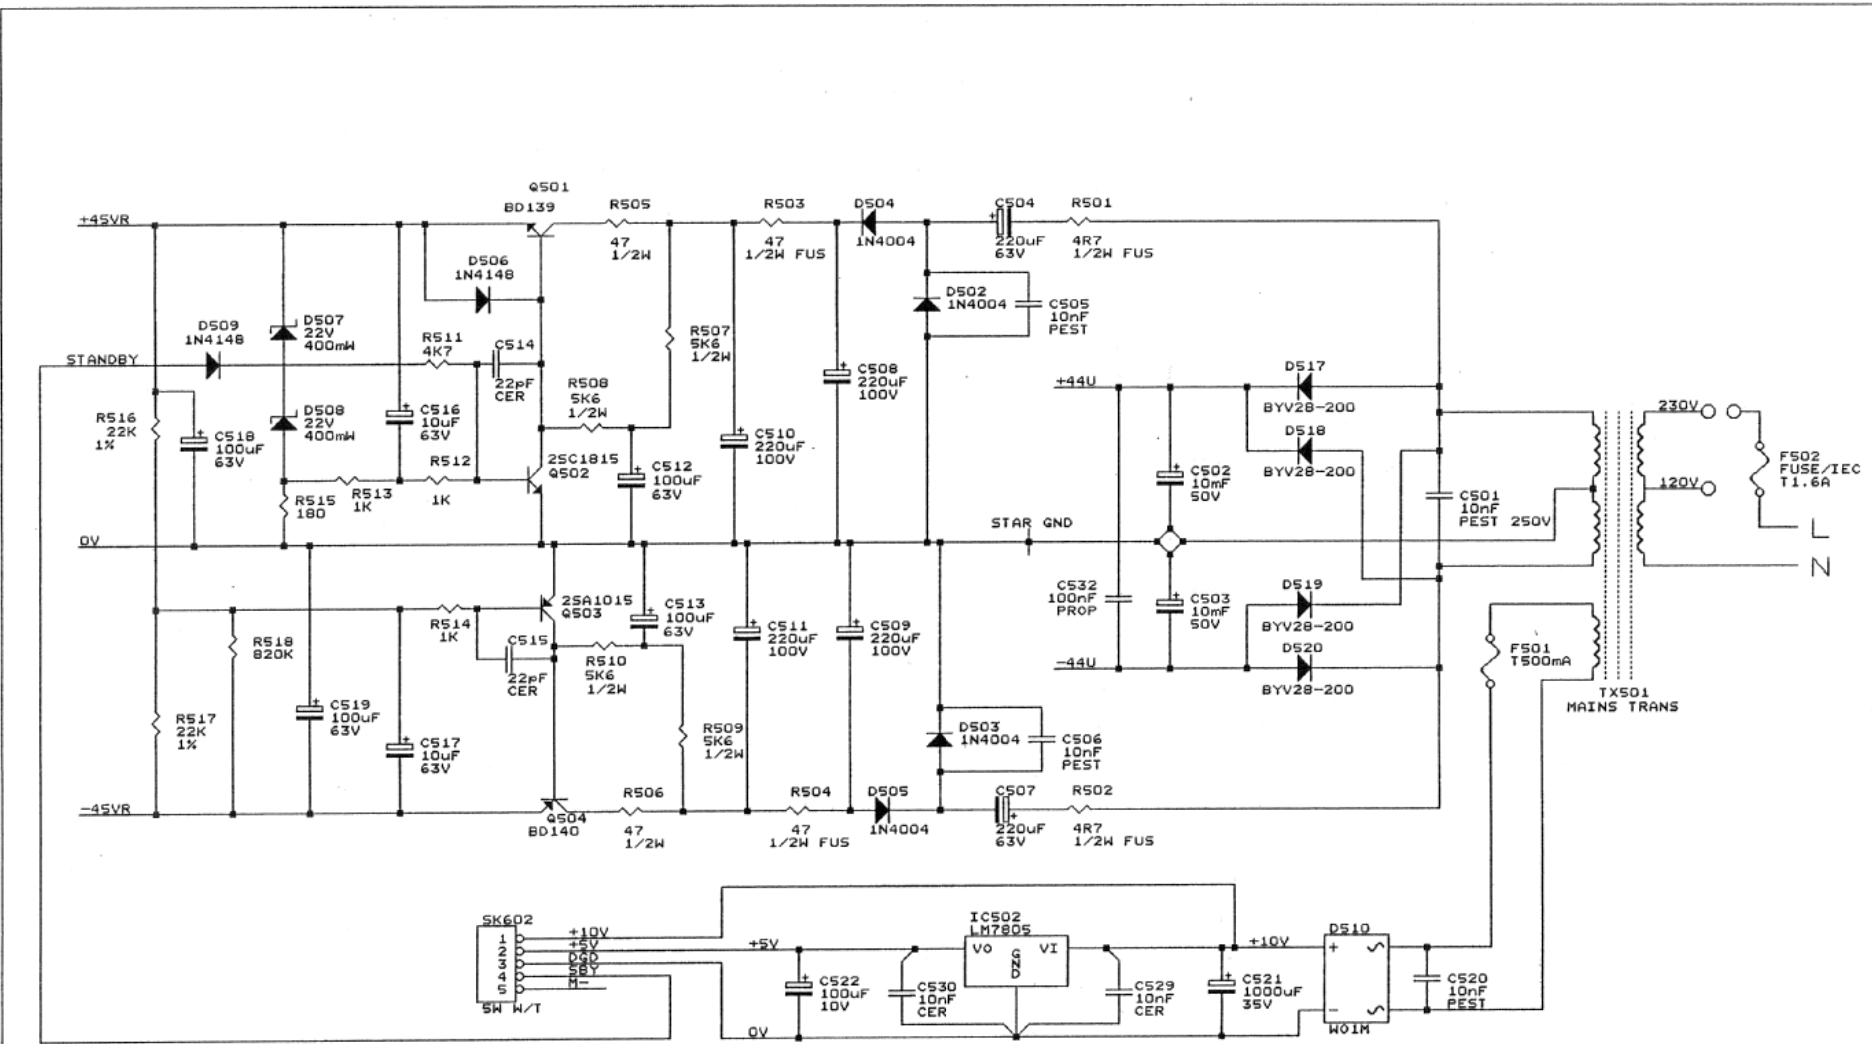 Q501
BD139
+45VR
R505
47
1/2W
R503
47
1/2W FUS
D504
1N4004
C504
+
220uF
63V
R501
4R7
1/2W FUS
D506
1N4148
D502
1N4004
C505
10nF
PEST
D509
1N4148
D507
22V
400mW
R511
4K7
C514
22pF
CER
R507
5K6
1/2W
STANDBY
R508
5K6
1/2W
C508
220uF
100V
D517
BYV28-200
+44U
R516
22K
1%
C518
100uF
63V
D508
22V
400mW
C516
10uF
63V
C510
220uF
100V
D518
BYV28-200
230V
120V
F502
FUSE/IEC
T1.6A
R512
1K
2SC1815
Q502
C512
100uF
63V
C502
10mF
50V
C501
10nF
PEST 250V
R513
1K
R515
180
STAR GND
0V
L
N
R514
1K
2SA1015
Q503
C513
100uF
63V
C511
220uF
100V
C509
220uF
100V
C532
100nF
PROP
C503
10mF
50V
D519
BYV28-200
R518
820K
C515
22pF
CER
R510
5K6
1/2W
-44U
D520
BYV28-200
F501
T500mA
TX501
MAINS TRANS
R517
22K
1%
C519
100uF
63V
C517
10uF
63V
R509
5K6
1/2W
D503
1N4004
C506
10nF
PEST
-45VR
Q504
BD140
R506
47
1/2W
R504
47
1/2W FUS
D505
1N4004
C507
+
220uF
63V
R502
4R7
1/2W FUS
SK602
1 +10V
2 +5V
3 DGD
4 SBY
5 M-
5W W/T
+5V
IC502
LM7805
VO GND VI
+10V
D510
+
-
W01M
C522
100uF
10V
C530
10nF
CER
C529
10nF
CER
C521
1000uF
35V
C520
10nF
PEST
0V